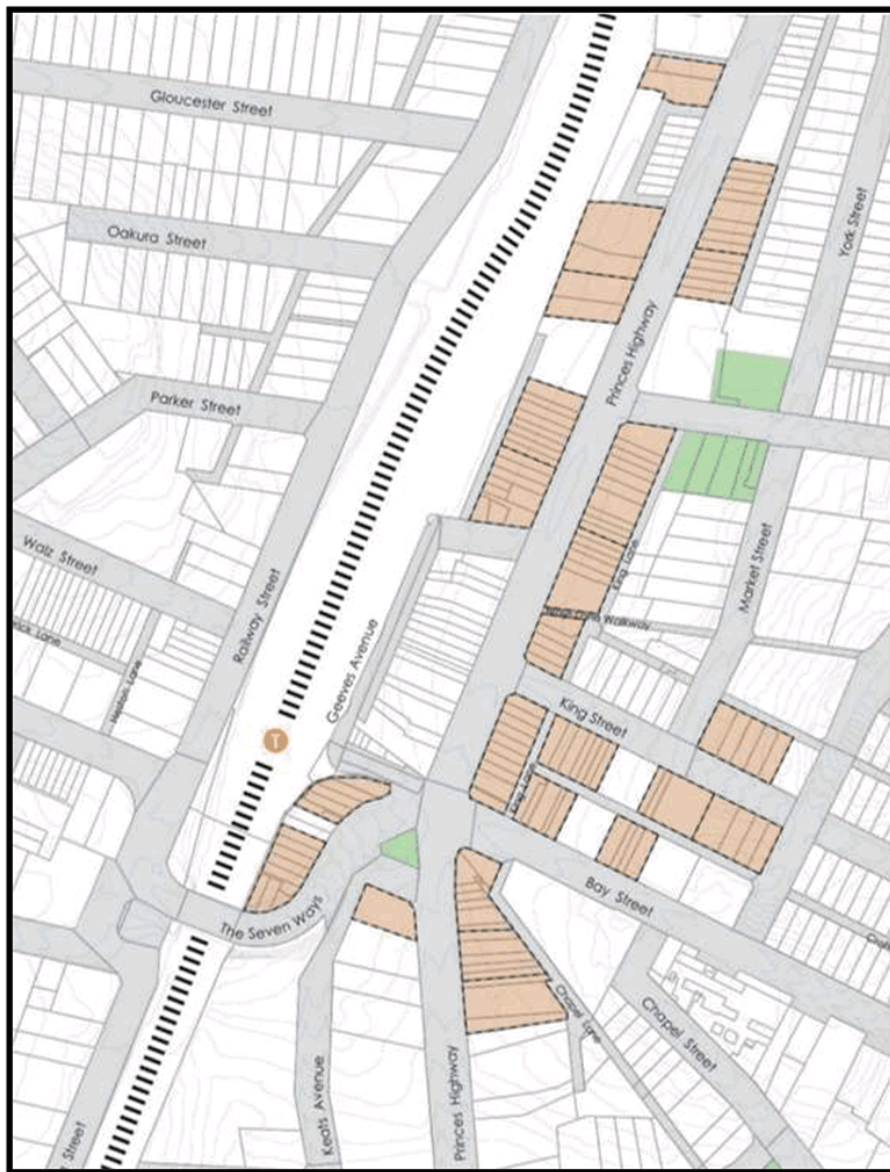 Gloucester Street
York Street
Oakura Street
Princes Highway
Parker Street
Walz Street
King Lane
Market Street
Railway Street
Geeves Avenue
King Street
T
Bay Street
The Seven Ways
Chapel Lane
Chapel Street
Keats Avenue
Princes Highway
Street